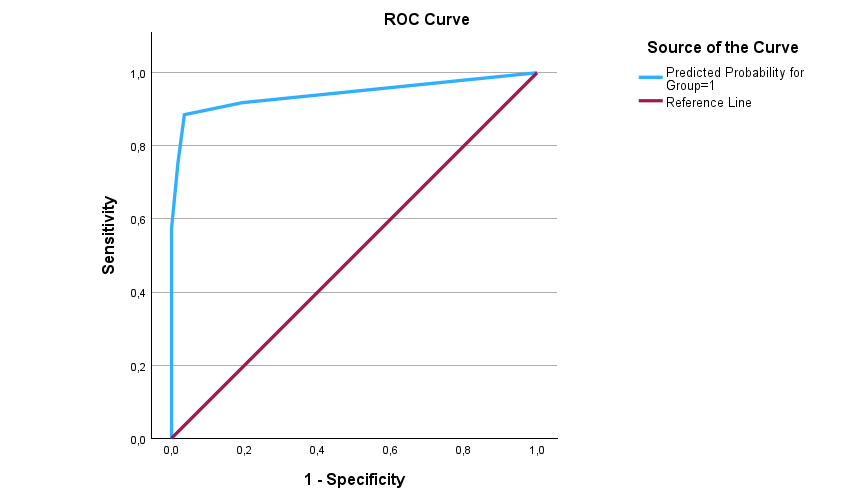 ROC Curve
Source of the Curve
Predicted Probability for
Group=1
Reference Line
Sensitivity
1,0
0,8
0,6
0,4
0,2
0,0
0,0 0,2 0,4 0,6 0,8 1,0
1 - Specificity